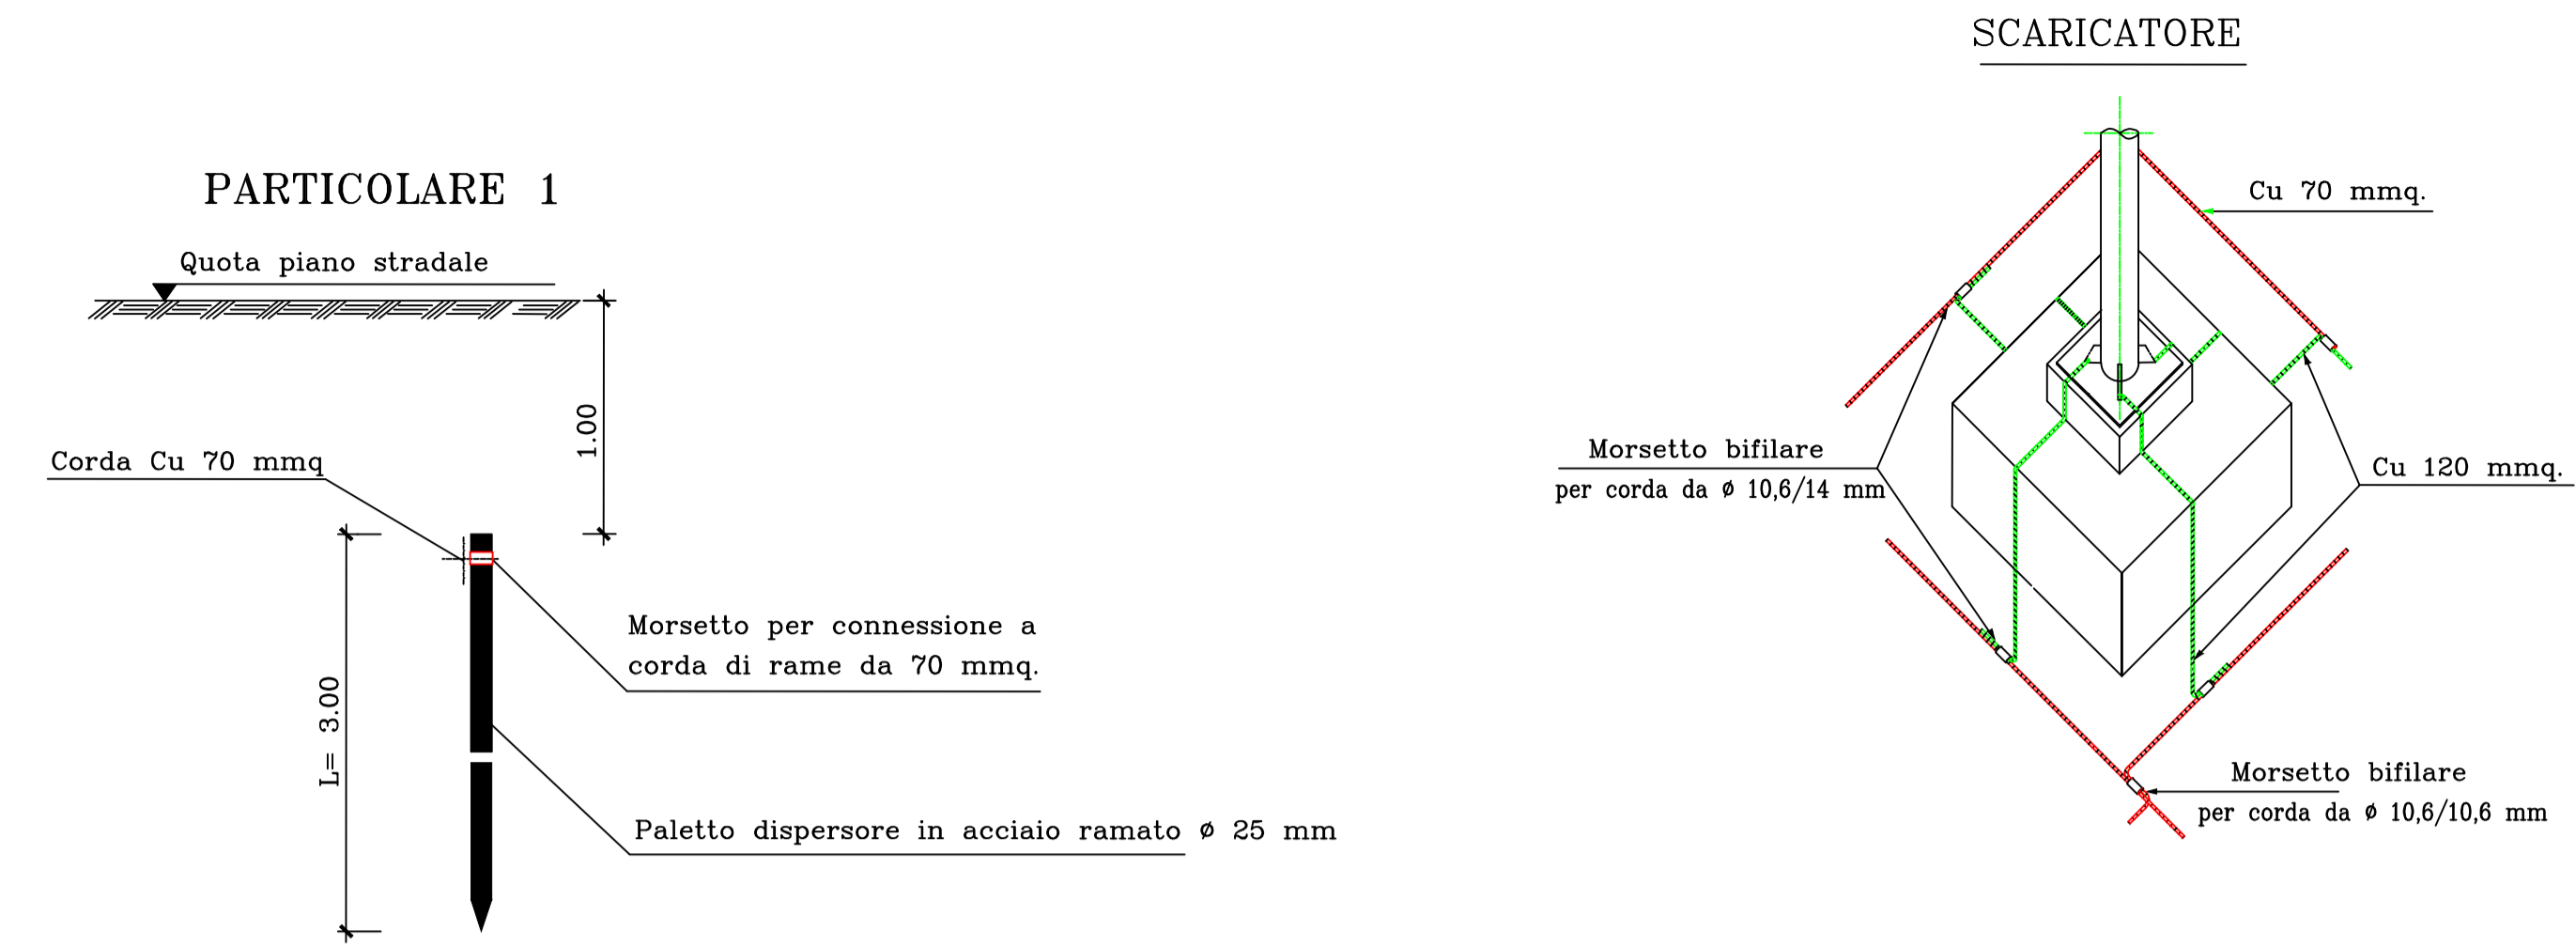 PARTICOLARE 1
Quota piano stradale
1.00
Corda Cu 70 mmq
L= 3.00
Morsetto per connessione a
corda di rame da 70 mmq.
Paletto dispersore in acciaio ramato ø 25 mm
SCARICATORE
Cu 70 mmq.
Morsetto bifilare
per corda da ø 10,6/14 mm
Cu 120 mmq.
Morsetto bifilare
per corda da ø 10,6/10,6 mm